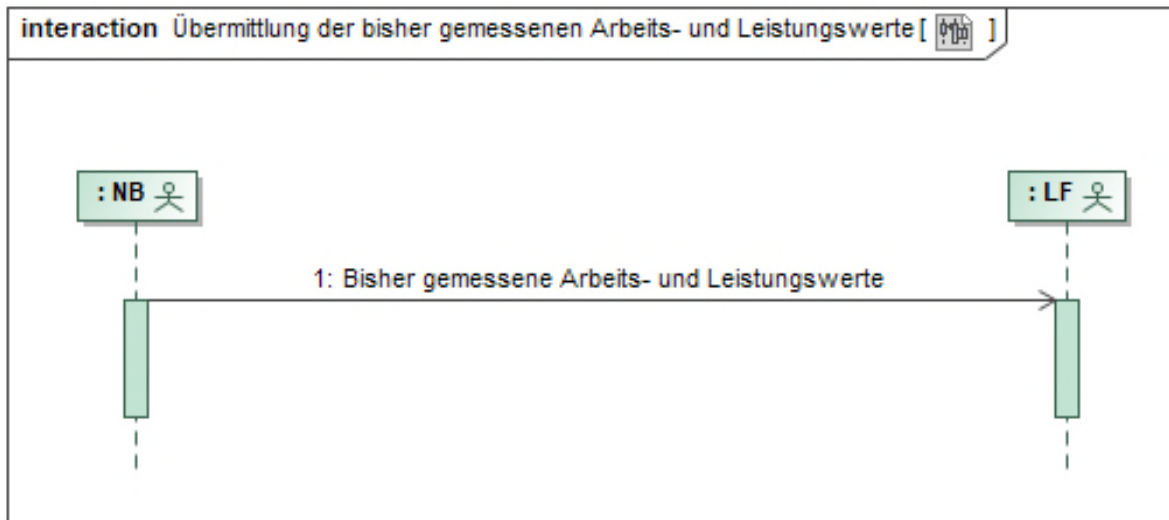 interaction Übermittlung der bisher gemessenen Arbeits- und Leistungswerte [ ]
: NB
: LF
1: Bisher gemessene Arbeits- und Leistungswerte